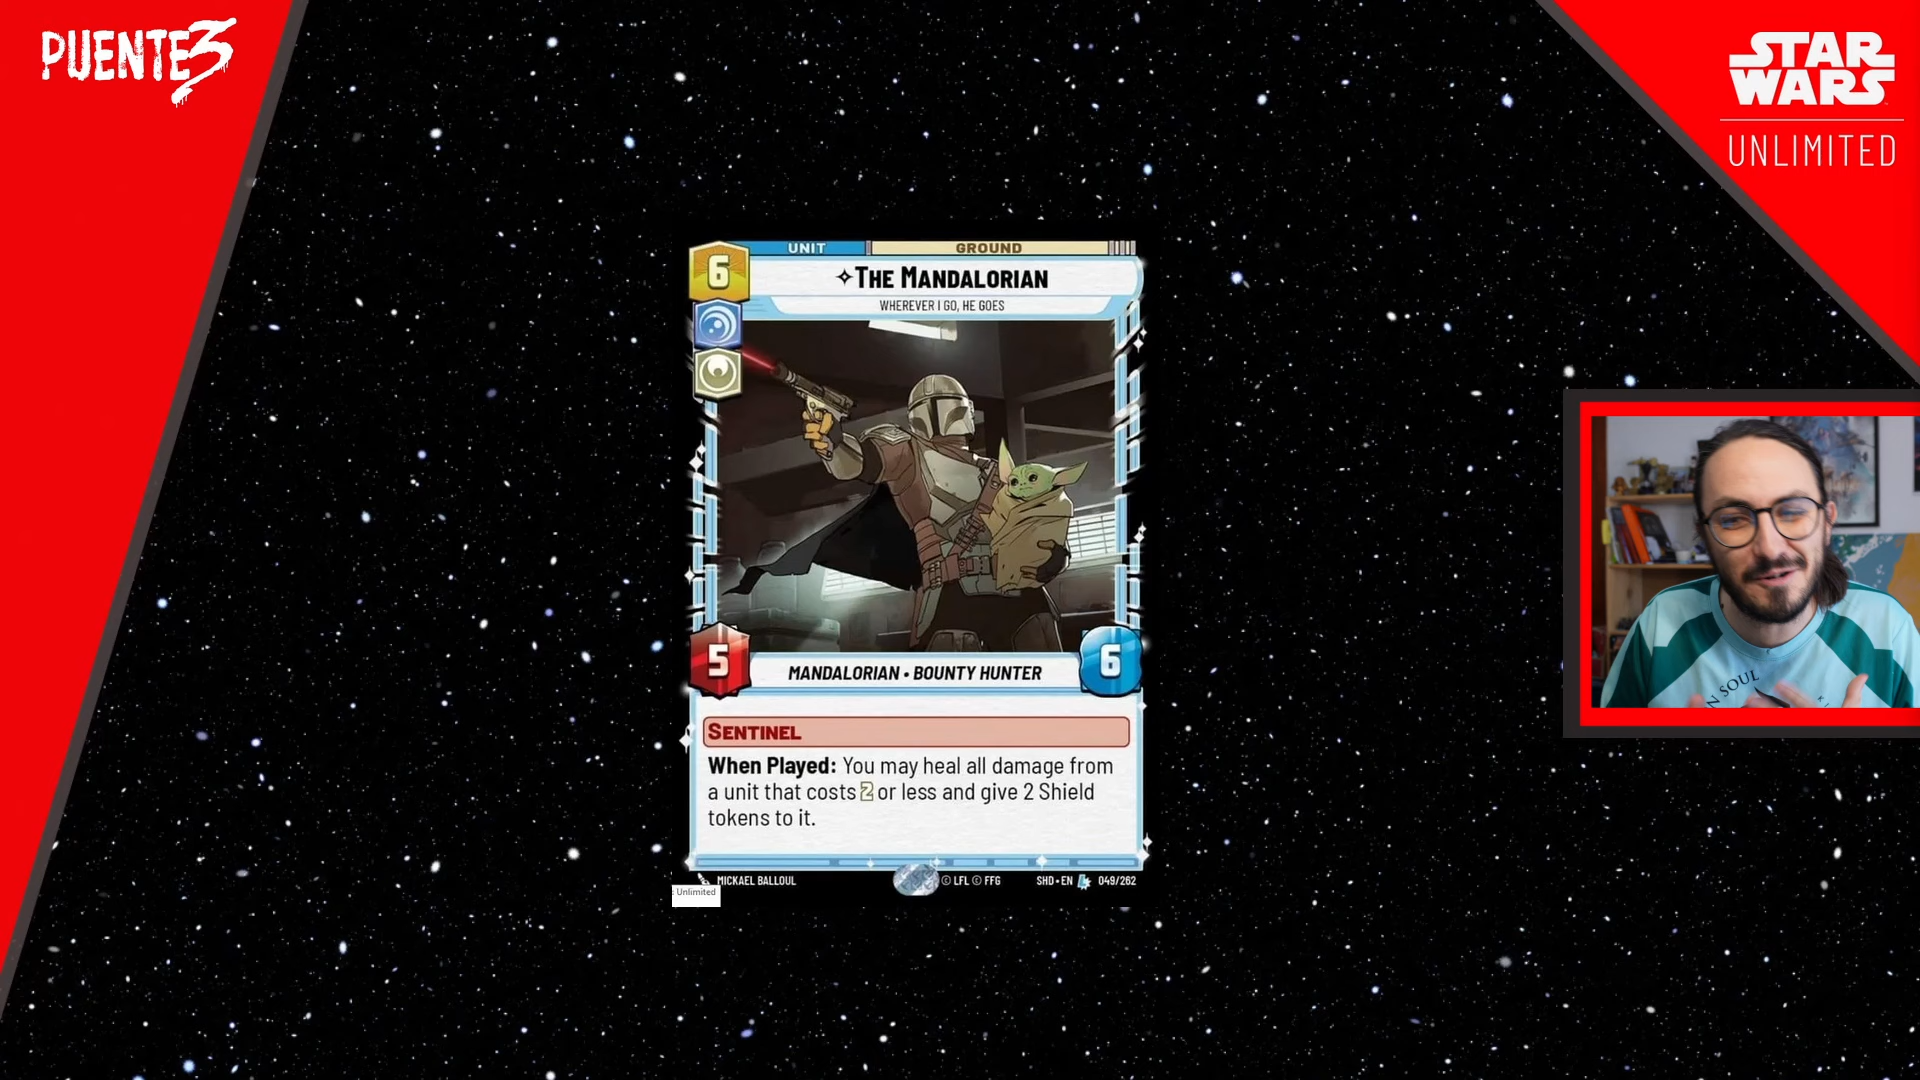 PUENTE3
STAR
WARS
UNLIMITED
UNIT
GROUND
6
THE MANDALORIAN
WHEREVER I GO, HE GOES
5
MANDALORIAN • BOUNTY HUNTER
6
SENTINEL
When Played: You may heal all damage from
a unit that costs 2 or less and give 2 Shield
tokens to it.
MICKAEL BALLOUL
© LFL © FFG
SHD • EN
049/262
: Unlimited
N SOUL